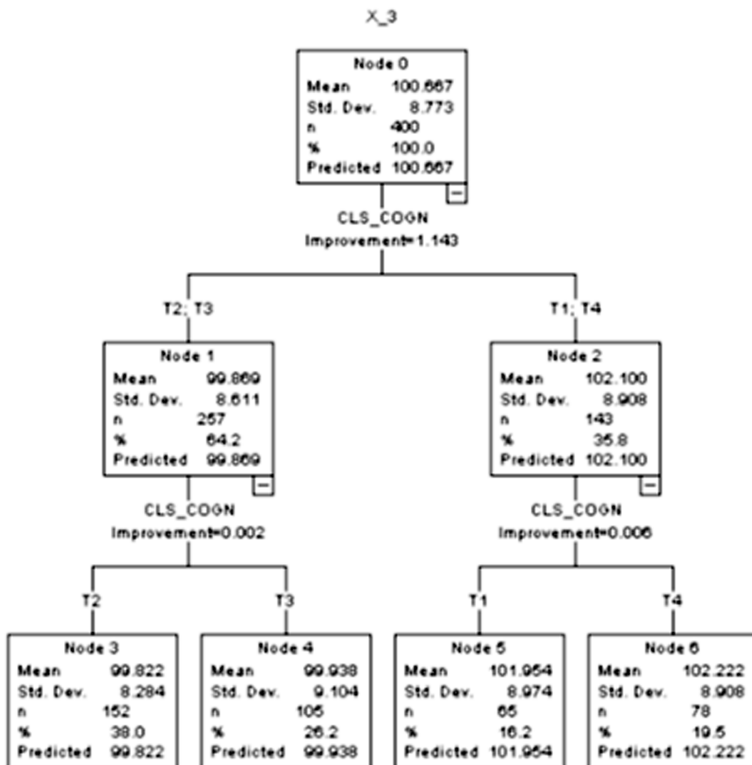 X_3
Node 0
Mean 100.667
Std. Dev. 8.773
n 400
% 100.0
Predicted 100.667
CLS_COGN
Improvement=1.143
T2; T3
T1; T4
Node 1
Mean 99.869
Std. Dev. 8.611
n 257
% 64.2
Predicted 99.869
Node 2
Mean 102.100
Std. Dev. 8.908
n 143
% 35.8
Predicted 102.100
CLS_COGN
Improvement=0.002
CLS_COGN
Improvement=0.006
T2
T3
T1
T4
Node 3
Mean 99.822
Std. Dev. 8.284
n 152
% 38.0
Predicted 99.822
Node 4
Mean 99.938
Std. Dev. 9.104
n 105
% 26.2
Predicted 99.938
Node 5
Mean 101.954
Std. Dev. 8.974
n 65
% 16.2
Predicted 101.954
Node 6
Mean 102.222
Std. Dev. 8.908
n 78
% 19.5
Predicted 102.222